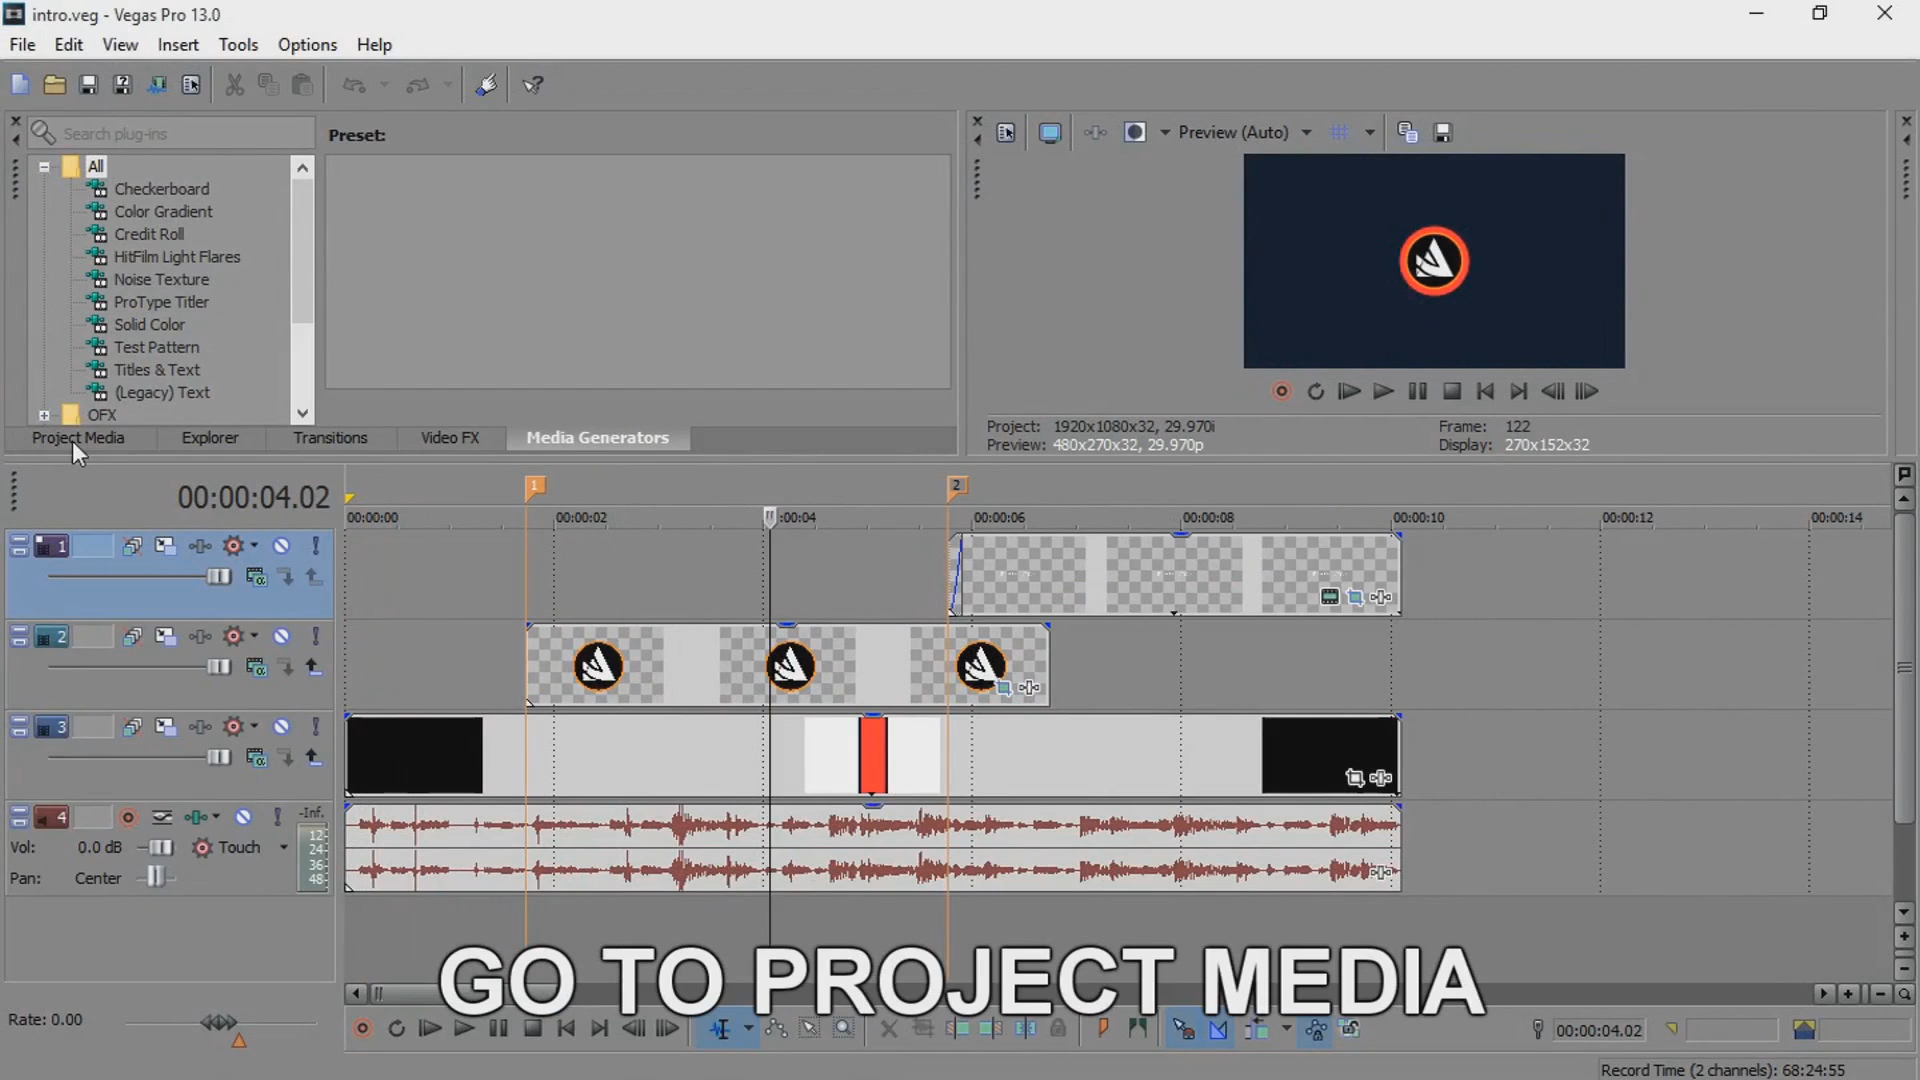 intro.veg - Vegas Pro 13.0
File Edit View Insert Tools Options Help
Search plug-ins
Preset:
Preview (Auto)
All
Checkerboard
Color Gradient
Credit Roll
HitFilm Light Flares
Noise Texture
ProType Titler
Solid Color
Test Pattern
Titles & Text
(Legacy) Text
OFX
Project Media Explorer Transitions Video FX Media Generators
Project: 1920x1080x32, 29.970i
Frame: 122
Preview: 480x270x32, 29.970p
Display: 270x152x32
00:00:04.02
1
2
00:00:00 00:00:02 :00:04 00:00:06 00:00:08 00:00:10 00:00:12 00:00:14
1
2
3
4
-Inf.
12
24
36
48
Vol: 0.0 dB Touch
Pan: Center
GO TO PROJECT MEDIA
Rate: 0.00
00:00:04.02
Record Time (2 channels): 68:24:55